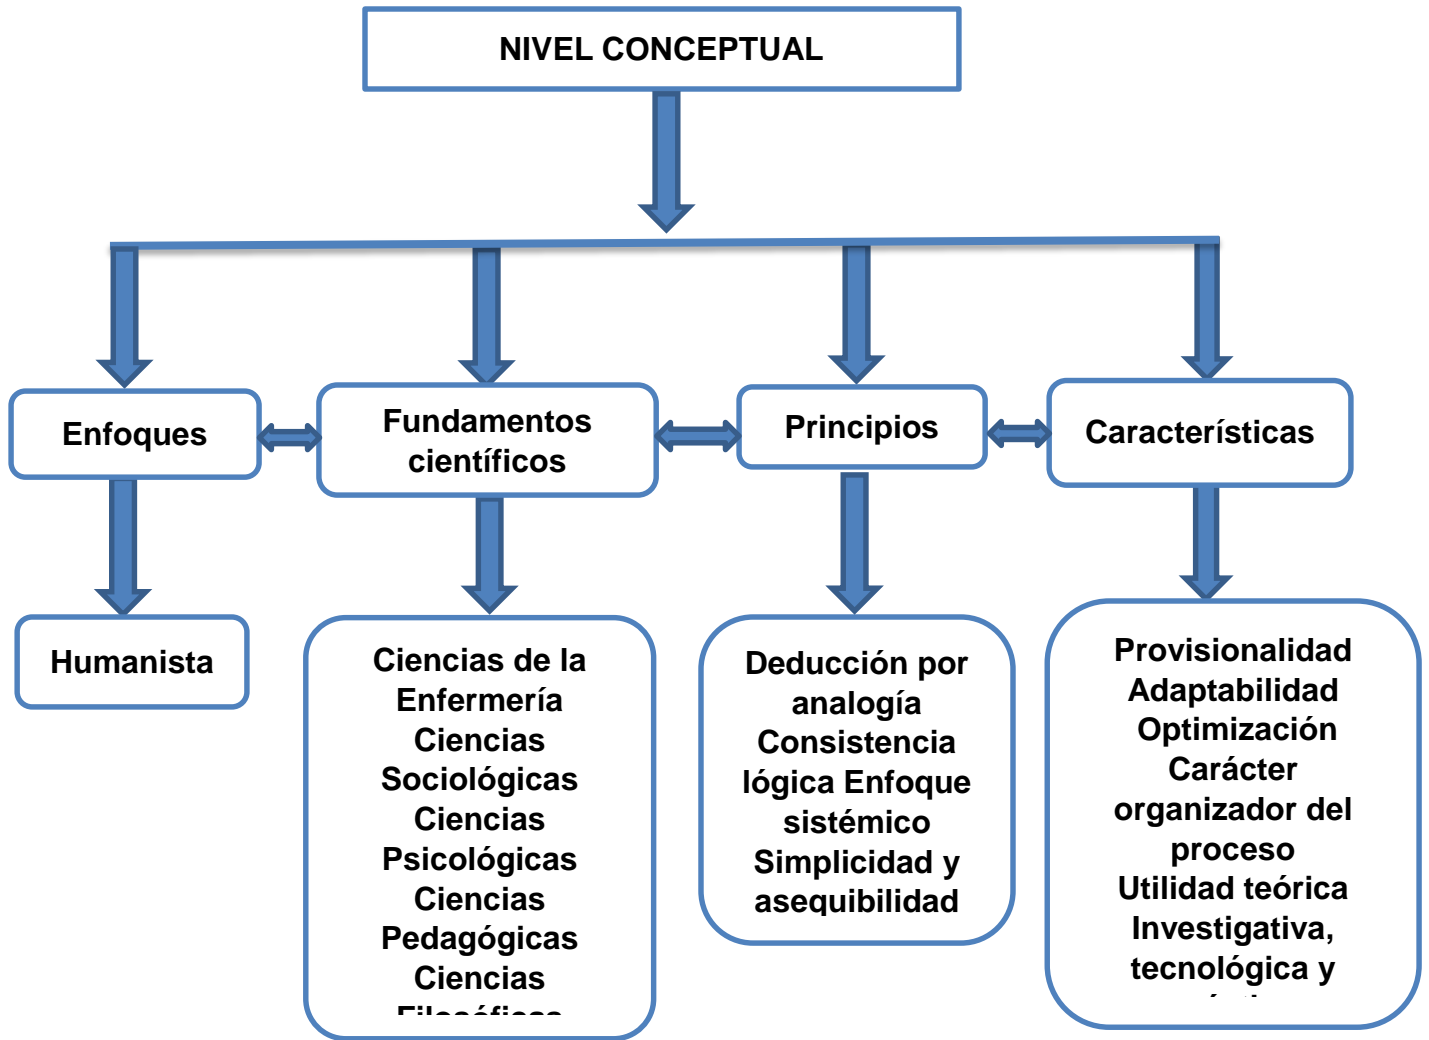 NIVEL CONCEPTUAL
Enfoques
Fundamentos
científicos
Principios
Características
Humanista
Ciencias de la
Enfermería
Ciencias
Sociológicas
Ciencias
Psicológicas
Ciencias
Pedagógicas
Ciencias
Deducción por
analogía
Consistencia
lógica Enfoque
sistémico
Simplicidad y
asequibilidad
Provisionalidad
Adaptabilidad
Optimización
Carácter
organizador del
proceso
Utilidad teórica
Investigativa,
tecnológica y